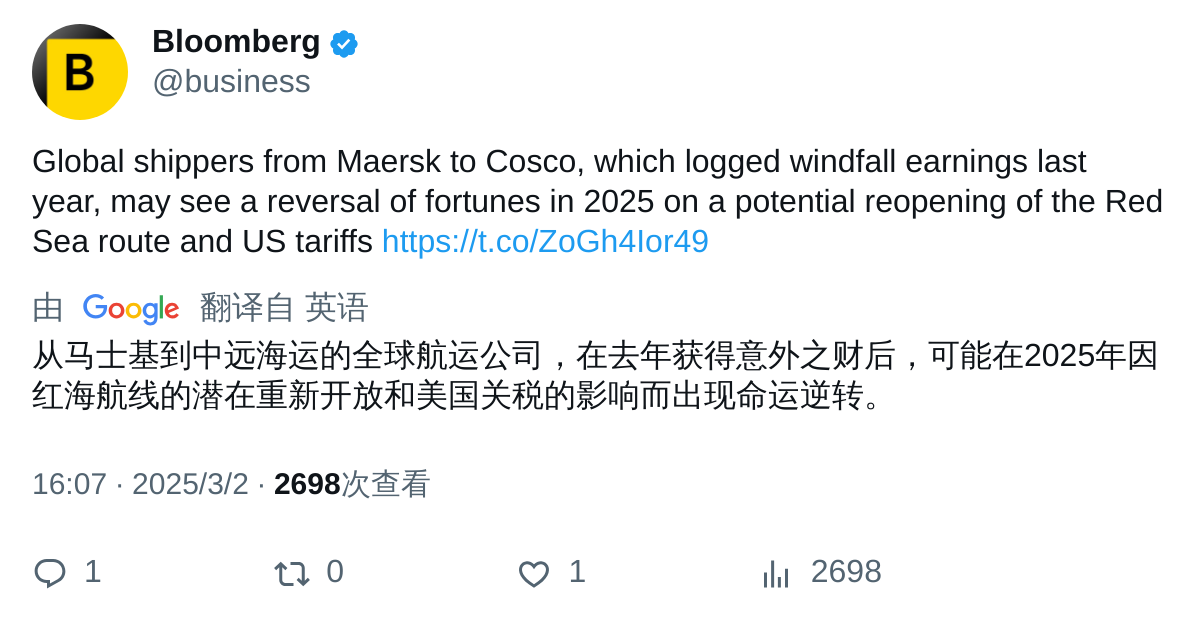 B
Bloomberg
@business
Global shippers from Maersk to Cosco, which logged windfall earnings last
year, may see a reversal of fortunes in 2025 on a potential reopening of the Red
Sea route and US tariffs https://t.co/ZoGh4Ior49
由 Google 翻译自 英语
从马士基到中远海运的全球航运公司，在去年获得意外之财后，可能在2025年因
红海航线的潜在重新开放和美国关税的影响而出现命运逆转。
16:07 · 2025/3/2 · 2698次查看
1 0 1 2698